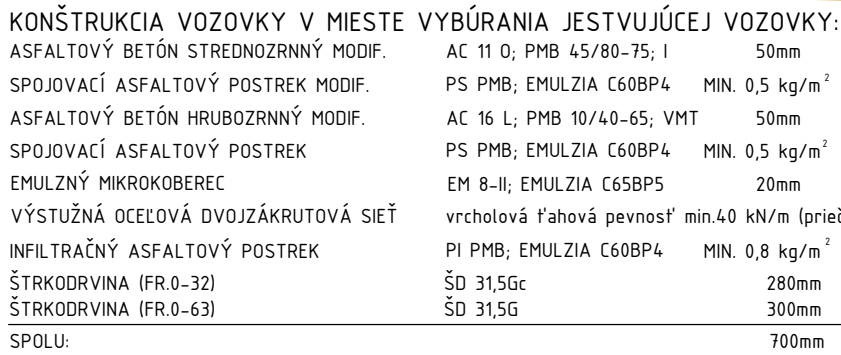 KONŠTRUKCIA VOZOVKY V MIESTE VYBÚRANIA JESTVUJÚCEJ VOZOVKY:
ASFALTOVÝ BETÓN STREDNOZRNNÝ MODIF. AC 11 O; PMB 45/80-75; I 50mm
SPOJOVACÍ ASFALTOVÝ POSTREK MODIF. PS PMB; EMULZIA C60BP4 MIN. 0,5 kg/m²
ASFALTOVÝ BETÓN HRUBOZRNNÝ MODIF. AC 16 L; PMB 10/40-65; VMT 50mm
SPOJOVACÍ ASFALTOVÝ POSTREK PS PMB; EMULZIA C60BP4 MIN. 0,5 kg/m²
EMULZNÝ MIKROKOBEREC EM 8-II; EMULZIA C65BP5 20mm
VÝSTUŽNÁ OCEĽOVÁ DVOJZÁKRUTOVÁ SIEŤ vrcholová ťahová pevnosť min.40 kN/m (prieč
INFILTRAČNÝ ASFALTOVÝ POSTREK PI PMB; EMULZIA C60BP4 MIN. 0,8 kg/m²
ŠTRKODRVINA (FR.0-32) ŠD 31,5Gc 280mm
ŠTRKODRVINA (FR.0-63) ŠD 31,5G 300mm
SPOLU: 700mm